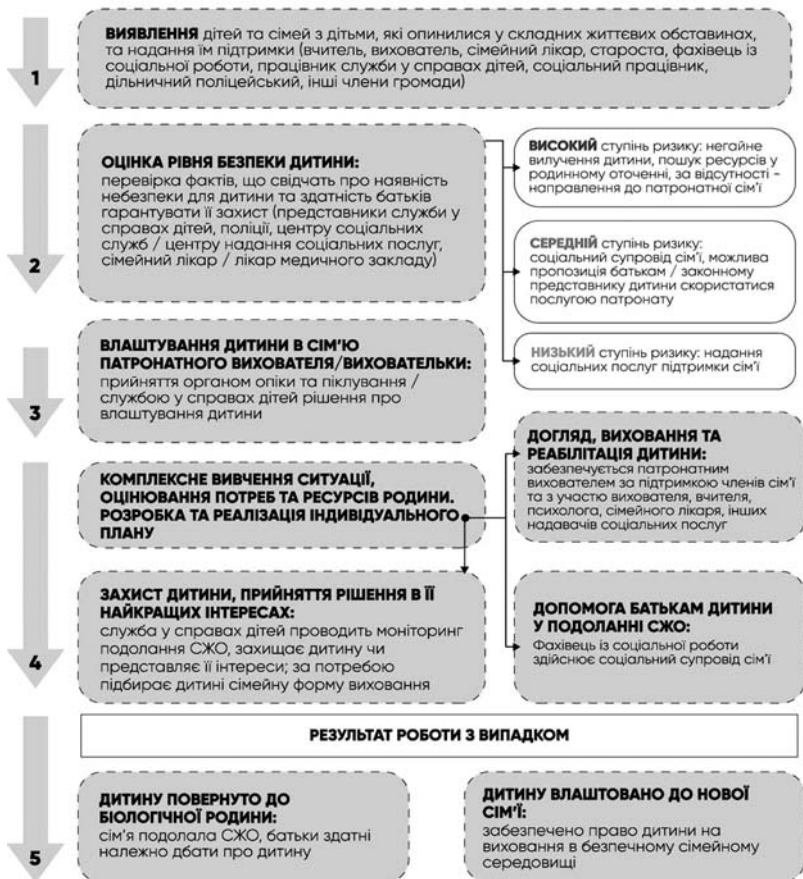 ВИЯВЛЕННЯ дітей та сімей з дітьми, які опинилися у складних життєвих обставинах,
та надання їм підтримки (вчитель, вихователь, сімейний лікар, староста, фахівець із
соціальної роботи, працівник служби у справах дітей, соціальний працівник,
дільничний поліцейський, інші члени громади)
1
ОЦІНКА РІВНЯ БЕЗПЕКИ ДИТИНИ:
перевірка фактів, що свідчать про наявність
небезпеки для дитини та здатність батьків
гарантувати її захист (представники служби у
справах дітей, поліції, центру соціальних
служб / центру надання соціальних послуг,
сімейний лікар / лікар медичного закладу)
2
ВИСОКИЙ ступінь ризику: негайне
вилучення дитини, пошук ресурсів у
родинному оточенні, за відсутності -
направлення до патронатної сім’ї
СЕРЕДНІЙ ступінь ризику:
соціальний супровід сім’ї, можлива
пропозиція батькам / законному
представнику дитини скористатися
послугою патронату
НИЗЬКИЙ ступінь ризику: надання
соціальних послуг підтримки сім’ї
ВЛАШТУВАННЯ ДИТИНИ В СІМ’Ю
ПАТРОНАТНОГО ВИХОВАТЕЛЯ/ВИХОВАТЕЛЬКИ:
прийняття органом опіки та піклування /
службою у справах дітей рішення про
влаштування дитини
3
КОМПЛЕКСНЕ ВИВЧЕННЯ СИТУАЦІЇ,
ОЦІНЮВАННЯ ПОТРЕБ ТА РЕСУРСІВ РОДИНИ.
РОЗРОБКА ТА РЕАЛІЗАЦІЯ ІНДИВІДУАЛЬНОГО
ПЛАНУ
ДОГЛЯД, ВИХОВАННЯ ТА
РЕАБІЛІТАЦІЯ ДИТИНИ:
забезпечується патронатним
вихователем за підтримкою членів сім’ї
та з участю вихователя, вчителя,
психолога, сімейного лікаря, інших
надавачів соціальних послуг
ЗАХИСТ ДИТИНИ, ПРИЙНЯТТЯ РІШЕННЯ В ЇЇ
НАЙКРАЩИХ ІНТЕРЕСАХ:
служба у справах дітей проводить моніторинг
подолання СЖО, захищає дитину чи
представляє її інтереси; за потребою
підбирає дитині сімейну форму виховання
4
ДОПОМОГА БАТЬКАМ ДИТИНИ
У ПОДОЛАННІ СЖО:
Фахівець із соціальної роботи
здійснює соціальний супровід сім’ї
РЕЗУЛЬТАТ РОБОТИ З ВИПАДКОМ
ДИТИНУ ПОВЕРНУТО ДО
БІОЛОГІЧНОЇ РОДИНИ:
сім’я подолала СЖО, батьки здатні
належно дбати про дитину
5
ДИТИНУ ВЛАШТОВАНО ДО НОВОЇ
СІМ’Ї:
забезпечено право дитини на
виховання в безпечному сімейному
середовищі